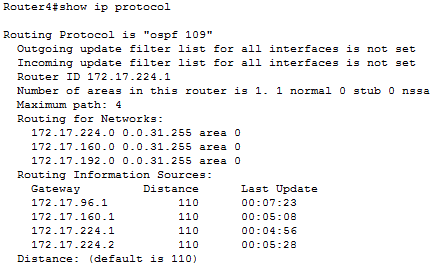 Router4#show ip protocol
Routing Protocol is "ospf 109"
Outgoing update filter list for all interfaces is not set
Incoming update filter list for all interfaces is not set
Router ID 172.17.224.1
Number of areas in this router is 1. 1 normal 0 stub 0 nssa
Maximum path: 4
Routing for Networks:
172.17.224.0 0.0.31.255 area 0
172.17.160.0 0.0.31.255 area 0
172.17.192.0 0.0.31.255 area 0
Routing Information Sources:
Gateway Distance Last Update
172.17.96.1 110 00:07:23
172.17.160.1 110 00:05:08
172.17.224.1 110 00:04:56
172.17.224.2 110 00:05:28
Distance: (default is 110)